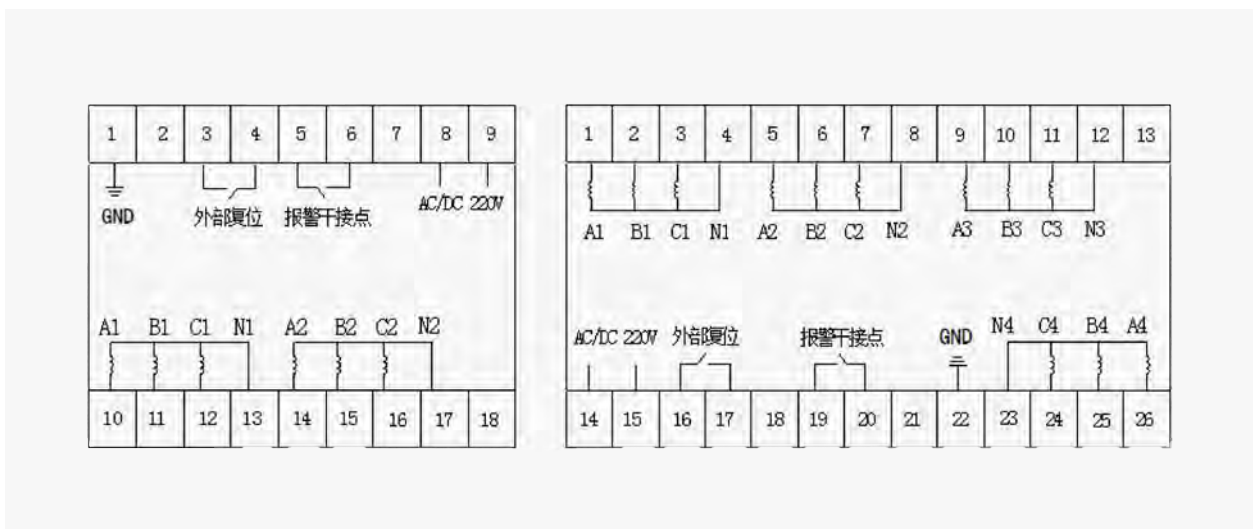 1 2 3 4 5 6 7 8 9
GND 外部复位 报警干接点 AC/DC 220V
A1 B1 C1 N1 A2 B2 C2 N2
10 11 12 13 14 15 16 17 18
1 2 3 4 5 6 7 8 9 10 11 12 13
A1 B1 C1 N1 A2 B2 C2 N2 A3 B3 C3 N3
AC/DC 220V 外部复位 报警干接点 GND N4 C4 B4 A4
14 15 16 17 18 19 20 21 22 23 24 25 26